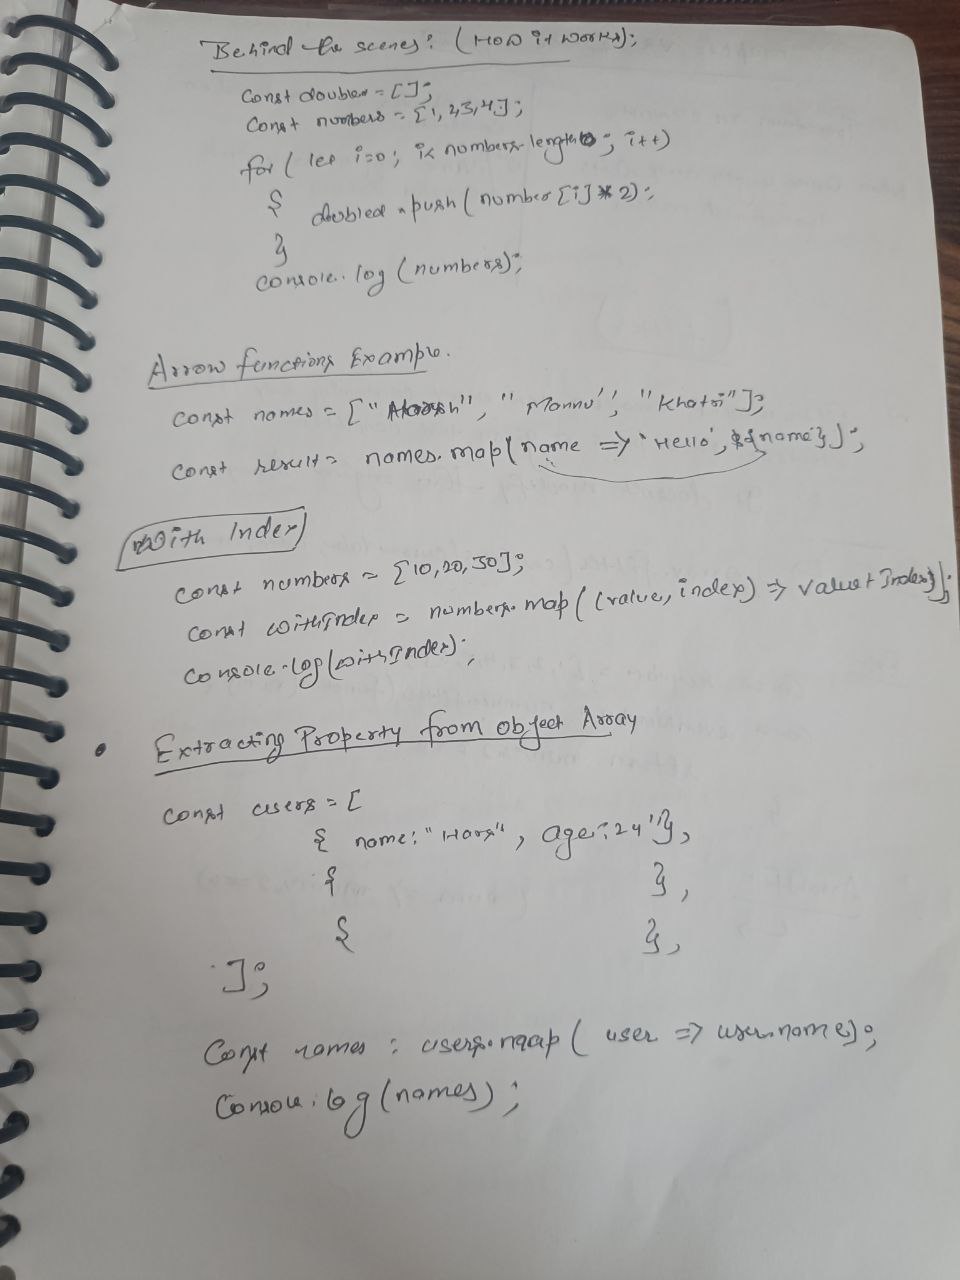 Behind the scenes: (How it works);
Const doubled = [];
Const numbers = [1, 2,3,4];
for ( let i=0; i< numbers.length; i++)
{ doubled.push ( number [i] * 2);
}
console.log (numbers);
Arrow functions Example.
const names = [" ", "Mannu", "Khatri"];
const result = names.map(name => `Hello', ${name}`);
With Index
const numbers = [10,20,30];
const withIndex = numbers.map( (value, index) => value+Index});
console.log(withIndex);
• Extracting Property from object Array
const users = [
{ name: "Harsh", age: 24"},
{ },
{ },
];
Const names : users.map( user => user.name);
Console.log (names);